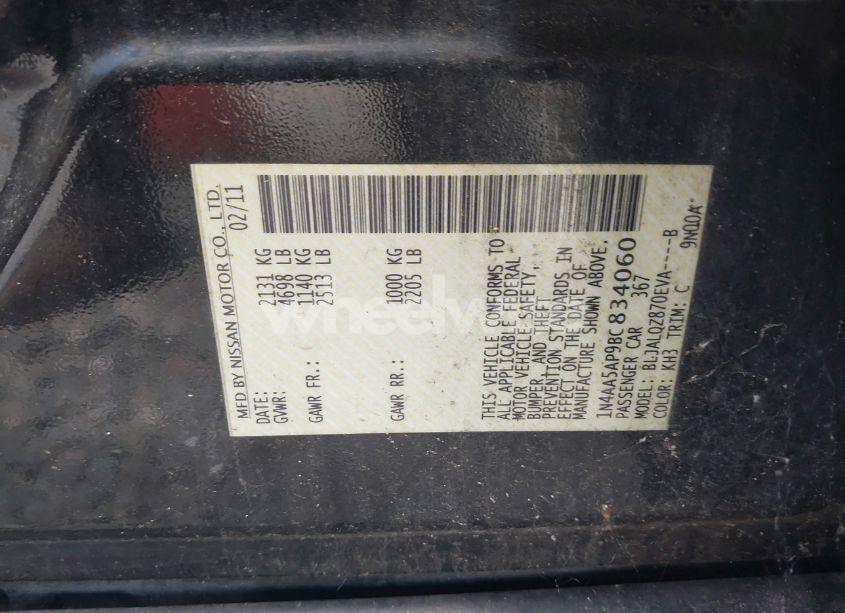 MFD BY NISSAN MOTOR CO., LTD.
DATE: 02/11
GVWR: 2131 KG
4698 LB
GAWR FR.: 1140 KG
2513 LB
GAWR RR.: 1000 KG
2205 LB
THIS VEHICLE CONFORMS TO
ALL APPLICABLE FEDERAL
MOTOR VEHICLE SAFETY,
BUMPER, AND THEFT
PREVENTION STANDARDS IN
EFFECT ON THE DATE OF
MANUFACTURE SHOWN ABOVE.
1N4AA5AP9BC834060
PASSENGER CAR 367
MODEL: BLJALQZ870EVA----B
COLOR: KH3 TRIM: C 9N00A*